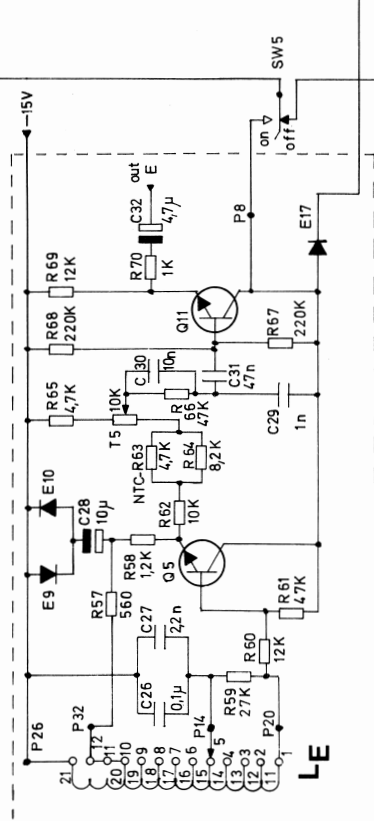 SW5
on
off
−15V
out
E
C32
4,7µ
R70
1K
P8
E17
R69
12K
R68
220K
R65
4,7K
Q11
R67
220K
C30
10n
C31
47n
10K
T5
R
66
47K
C29
1n
NTC-R63
4,7K
R64
8,2K
E10
C28
10µ
R62
10K
E9
R58
1,2K
Q5
R57
560
C27
2,2n
R61
47K
R60
12K
C26
0,1µ
R59
27K
P26
P32
P14
P20
21
12
11
20
10
19
9
18
8
17
7
16
6
15
5
14
4
13
3
12
2
11
1
LE